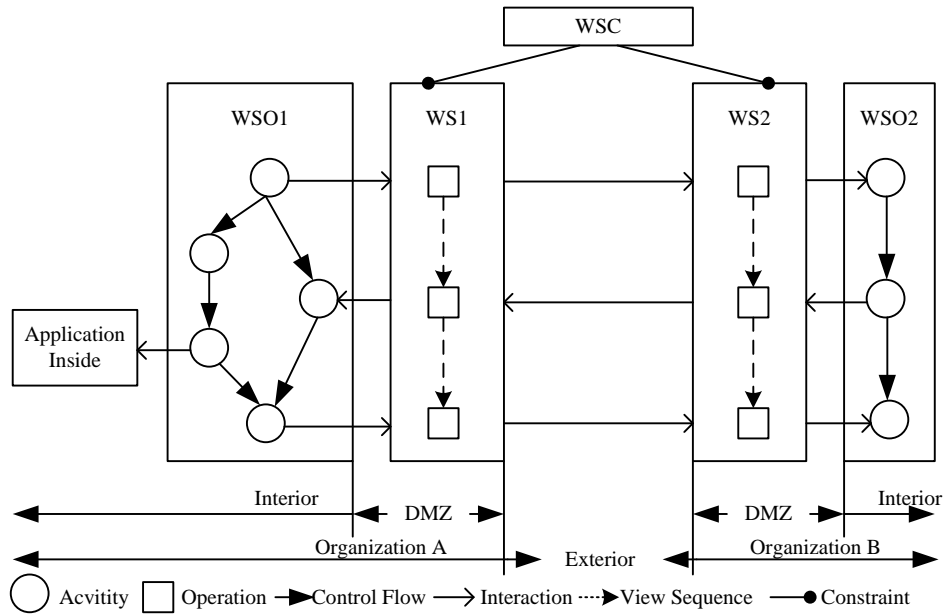 WSC
WSO1
WS1
WS2
WSO2
Application
Inside
Interior
DMZ
DMZ
Interior
Organization A
Exterior
Organization B
Acvitity
Operation
Control Flow
Interaction
View Sequence
Constraint